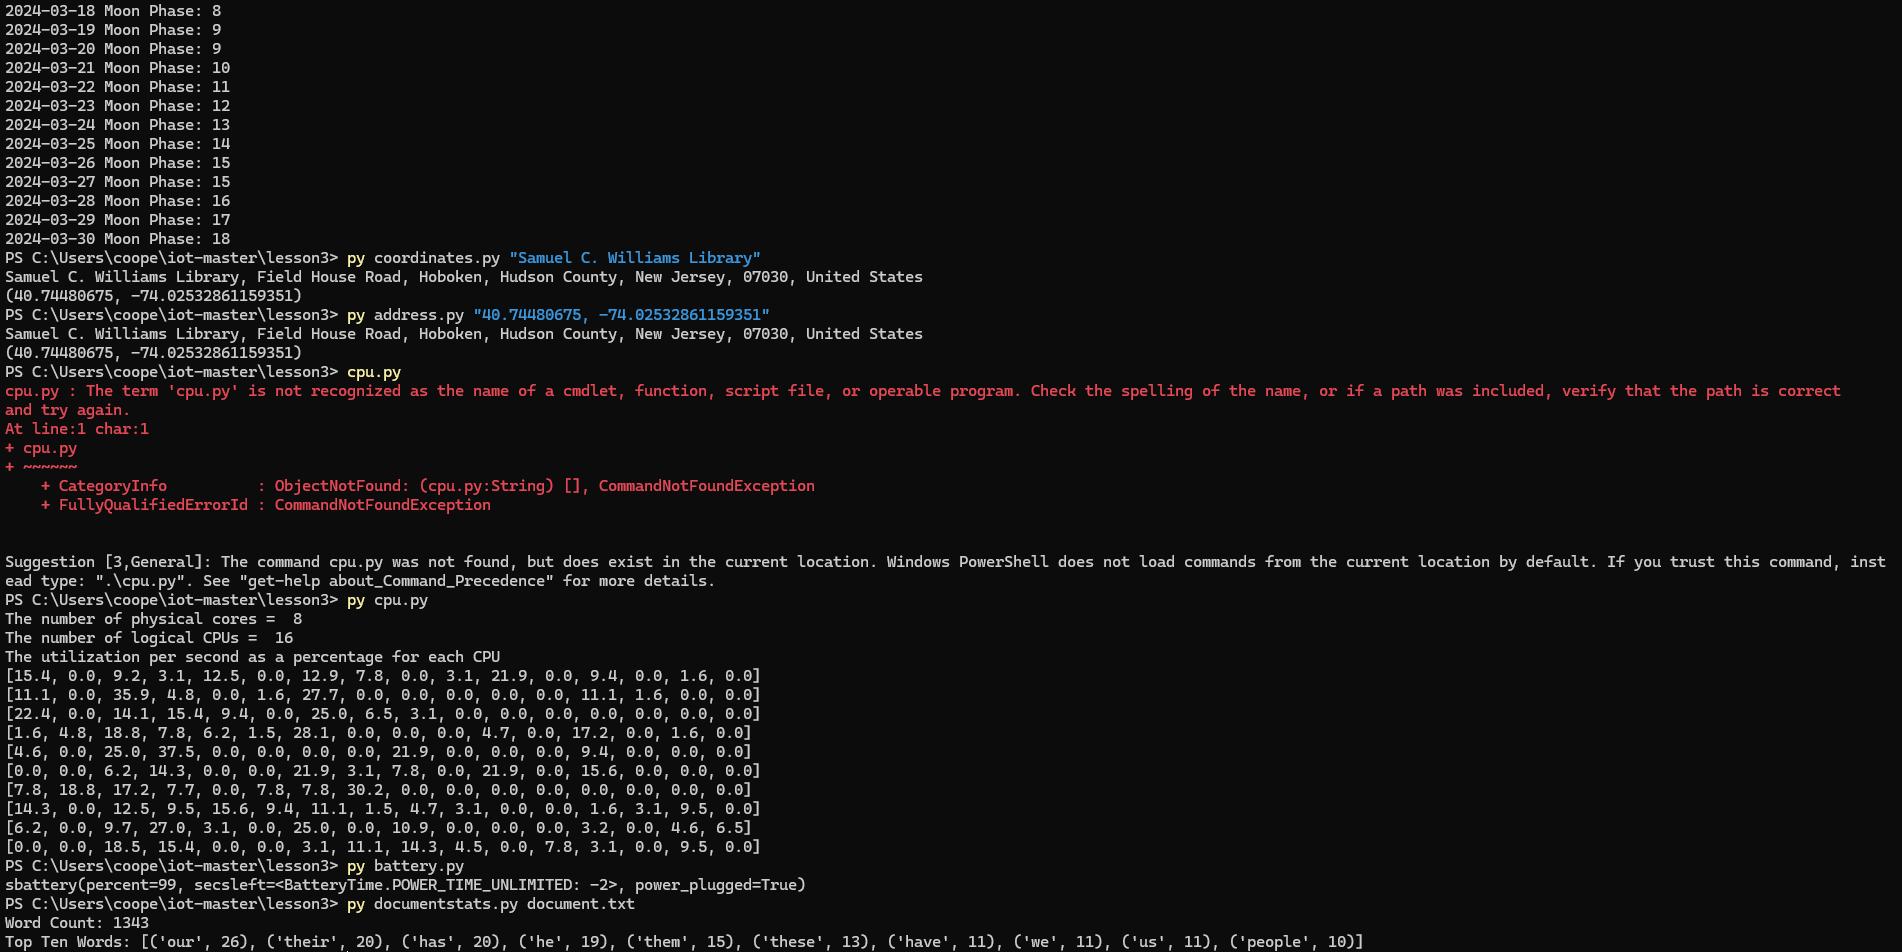 2024-03-18 Moon Phase: 8
2024-03-19 Moon Phase: 9
2024-03-20 Moon Phase: 9
2024-03-21 Moon Phase: 10
2024-03-22 Moon Phase: 11
2024-03-23 Moon Phase: 12
2024-03-24 Moon Phase: 13
2024-03-25 Moon Phase: 14
2024-03-26 Moon Phase: 15
2024-03-27 Moon Phase: 15
2024-03-28 Moon Phase: 16
2024-03-29 Moon Phase: 17
2024-03-30 Moon Phase: 18
PS C:\Users\coope\iot-master\lesson3> py coordinates.py "Samuel C. Williams Library"
Samuel C. Williams Library, Field House Road, Hoboken, Hudson County, New Jersey, 07030, United States
(40.74480675, -74.02532861159351)
PS C:\Users\coope\iot-master\lesson3> py address.py "40.74480675, -74.02532861159351"
Samuel C. Williams Library, Field House Road, Hoboken, Hudson County, New Jersey, 07030, United States
(40.74480675, -74.02532861159351)
PS C:\Users\coope\iot-master\lesson3> cpu.py
cpu.py : The term 'cpu.py' is not recognized as the name of a cmdlet, function, script file, or operable program. Check the spelling of the name, or if a path was included, verify that the path is correct
and try again.
At line:1 char:1
+ cpu.py
+ ~~~~~~
    + CategoryInfo          : ObjectNotFound: (cpu.py:String) [], CommandNotFoundException
    + FullyQualifiedErrorId : CommandNotFoundException
Suggestion [3,General]: The command cpu.py was not found, but does exist in the current location. Windows PowerShell does not load commands from the current location by default. If you trust this command, inst
ead type: ".\cpu.py". See "get-help about_Command_Precedence" for more details.
PS C:\Users\coope\iot-master\lesson3> py cpu.py
The number of physical cores =  8
The number of logical CPUs =  16
The utilization per second as a percentage for each CPU
[15.4, 0.0, 9.2, 3.1, 12.5, 0.0, 12.9, 7.8, 0.0, 3.1, 21.9, 0.0, 9.4, 0.0, 1.6, 0.0]
[11.1, 0.0, 35.9, 4.8, 0.0, 1.6, 27.7, 0.0, 0.0, 0.0, 0.0, 0.0, 11.1, 1.6, 0.0, 0.0]
[22.4, 0.0, 14.1, 15.4, 9.4, 0.0, 25.0, 6.5, 3.1, 0.0, 0.0, 0.0, 0.0, 0.0, 0.0, 0.0]
[1.6, 4.8, 18.8, 7.8, 6.2, 1.5, 28.1, 0.0, 0.0, 0.0, 4.7, 0.0, 17.2, 0.0, 1.6, 0.0]
[4.6, 0.0, 25.0, 37.5, 0.0, 0.0, 0.0, 0.0, 21.9, 0.0, 0.0, 0.0, 9.4, 0.0, 0.0, 0.0]
[0.0, 0.0, 6.2, 14.3, 0.0, 0.0, 21.9, 3.1, 7.8, 0.0, 21.9, 0.0, 15.6, 0.0, 0.0, 0.0]
[7.8, 18.8, 17.2, 7.7, 0.0, 7.8, 7.8, 30.2, 0.0, 0.0, 0.0, 0.0, 0.0, 0.0, 0.0, 0.0]
[14.3, 0.0, 12.5, 9.5, 15.6, 9.4, 11.1, 1.5, 4.7, 3.1, 0.0, 0.0, 1.6, 3.1, 9.5, 0.0]
[6.2, 0.0, 9.7, 27.0, 3.1, 0.0, 25.0, 0.0, 10.9, 0.0, 0.0, 0.0, 3.2, 0.0, 4.6, 6.5]
[0.0, 0.0, 18.5, 15.4, 0.0, 0.0, 3.1, 11.1, 14.3, 4.5, 0.0, 7.8, 3.1, 0.0, 9.5, 0.0]
PS C:\Users\coope\iot-master\lesson3> py battery.py
sbattery(percent=99, secsleft=<BatteryTime.POWER_TIME_UNLIMITED: -2>, power_plugged=True)
PS C:\Users\coope\iot-master\lesson3> py documentstats.py document.txt
Word Count: 1343
Top Ten Words: [('our', 26), ('their', 20), ('has', 20), ('he', 19), ('them', 15), ('these', 13), ('have', 11), ('we', 11), ('us', 11), ('people', 10)]